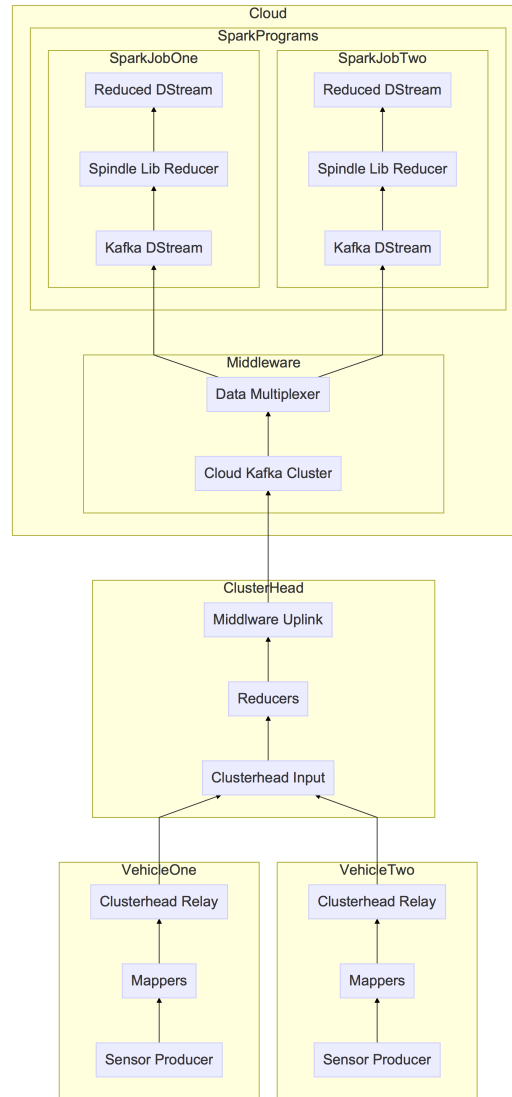 Cloud
SparkPrograms
SparkJobOne
SparkJobTwo
Reduced DStream
Reduced DStream
Spindle Lib Reducer
Spindle Lib Reducer
Kafka DStream
Kafka DStream
Middleware
Data Multiplexer
Cloud Kafka Cluster
ClusterHead
Middlware Uplink
Reducers
Clusterhead Input
VehicleOne
VehicleTwo
Clusterhead Relay
Clusterhead Relay
Mappers
Mappers
Sensor Producer
Sensor Producer